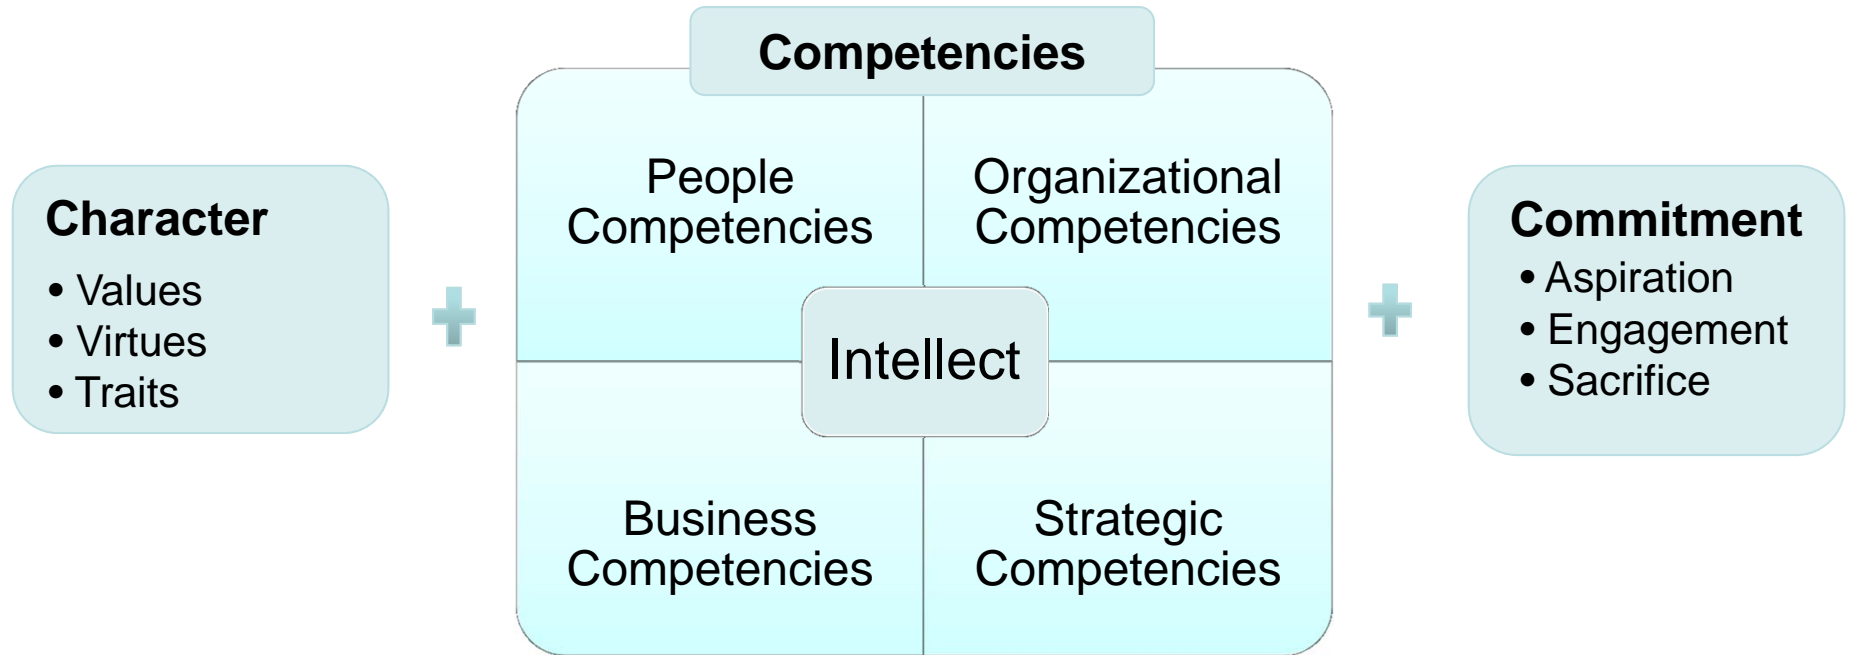 Character
• Values
• Virtues
• Traits
Competencies
People
Competencies
Organizational
Competencies
Intellect
Business
Competencies
Strategic
Competencies
Commitment
• Aspiration
• Engagement
• Sacrifice